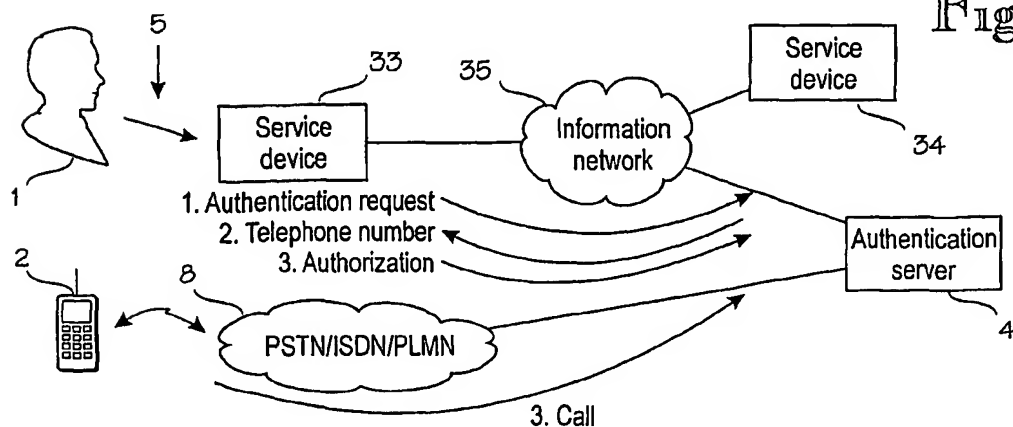 Fig
5
33
35
Service
device
Service
device
Information
network
34
1
1. Authentication request
2. Telephone number
3. Authorization
Authentication
server
2
8
4
PSTN/ISDN/PLMN
3. Call